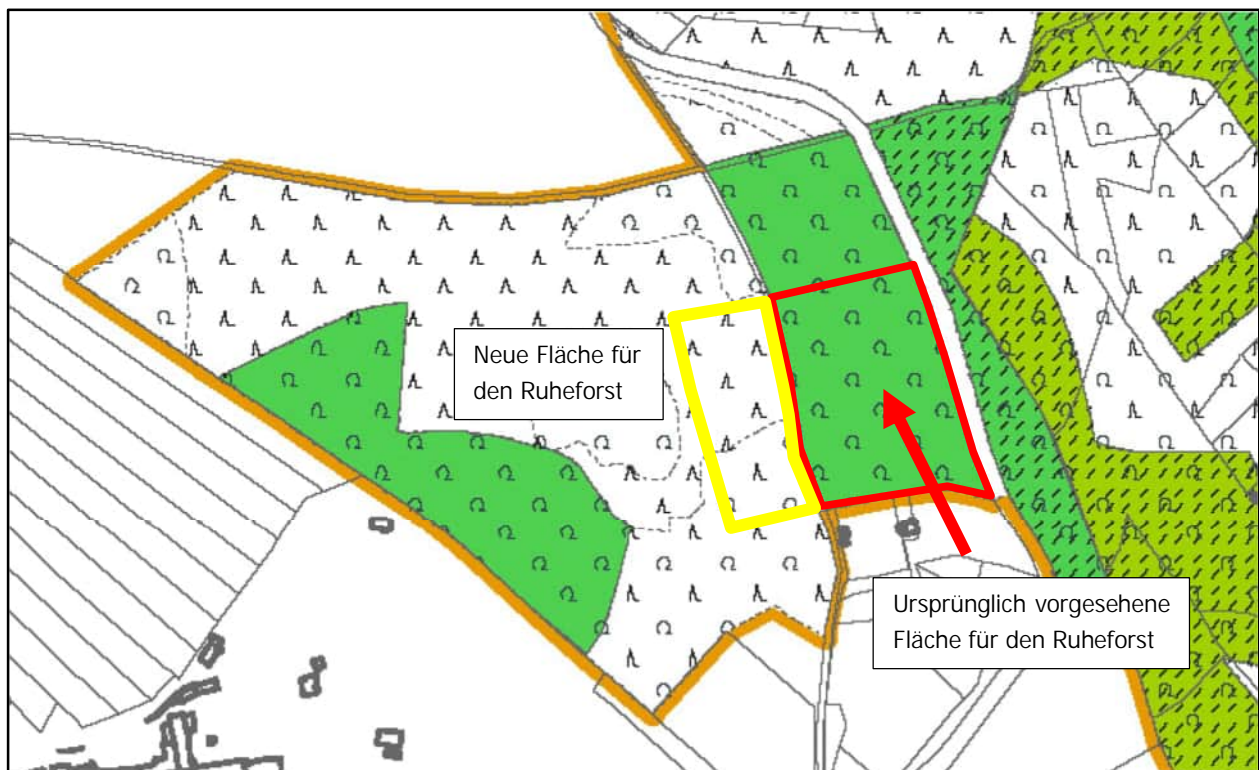 Neue Fläche für
den Ruheforst
Ursprünglich vorgesehene
Fläche für den Ruheforst